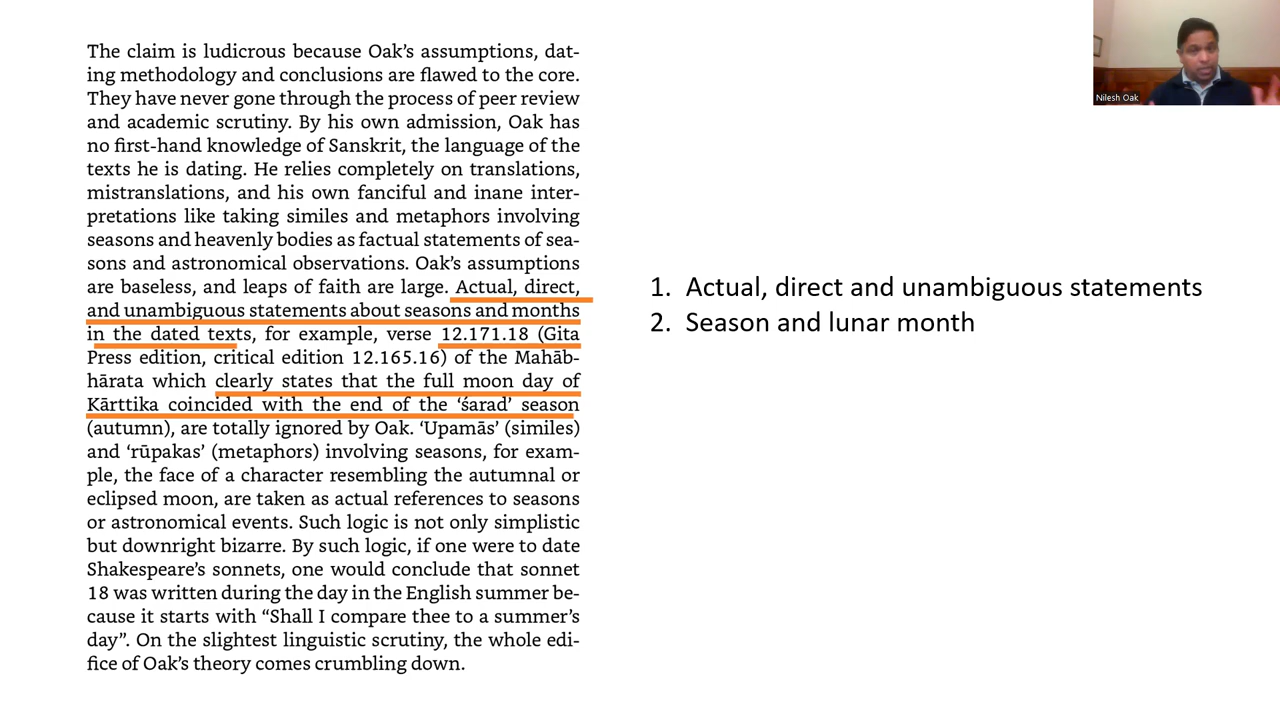 The claim is ludicrous because Oak's assumptions, dat-
ing methodology and conclusions are flawed to the core.
They have never gone through the process of peer review
and academic scrutiny. By his own admission, Oak has
no first-hand knowledge of Sanskrit, the language of the
texts he is dating. He relies completely on translations,
mistranslations, and his own fanciful and inane inter-
pretations like taking similes and metaphors involving
seasons and heavenly bodies as factual statements of sea-
sons and astronomical observations. Oak's assumptions
are baseless, and leaps of faith are large. Actual, direct,
and unambiguous statements about seasons and months
in the dated texts, for example, verse 12.171.18 (Gita
Press edition, critical edition 12.165.16) of the Mahāb-
hārata which clearly states that the full moon day of
Kārttika coincided with the end of the ‘śarad’ season
(autumn), are totally ignored by Oak. ‘Upamās’ (similes)
and ‘rūpakas’ (metaphors) involving seasons, for exam-
ple, the face of a character resembling the autumnal or
eclipsed moon, are taken as actual references to seasons
or astronomical events. Such logic is not only simplistic
but downright bizarre. By such logic, if one were to date
Shakespeare's sonnets, one would conclude that sonnet
18 was written during the day in the English summer be-
cause it starts with “Shall I compare thee to a summer's
day”. On the slightest linguistic scrutiny, the whole edi-
fice of Oak's theory comes crumbling down.
1. Actual, direct and unambiguous statements
2. Season and lunar month
Nilesh Oak